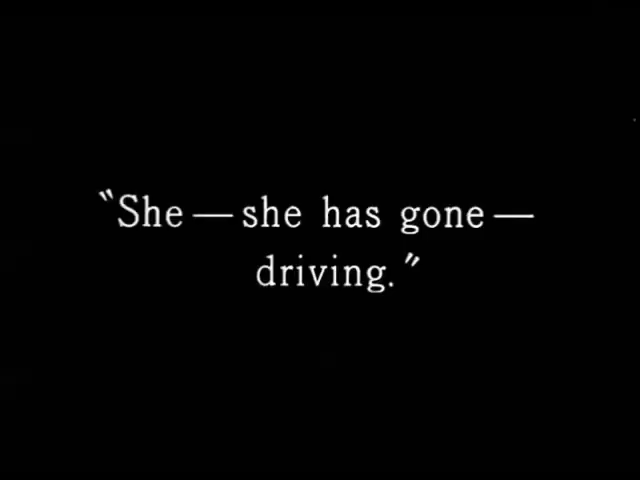 “She — she has gone —
driving.”